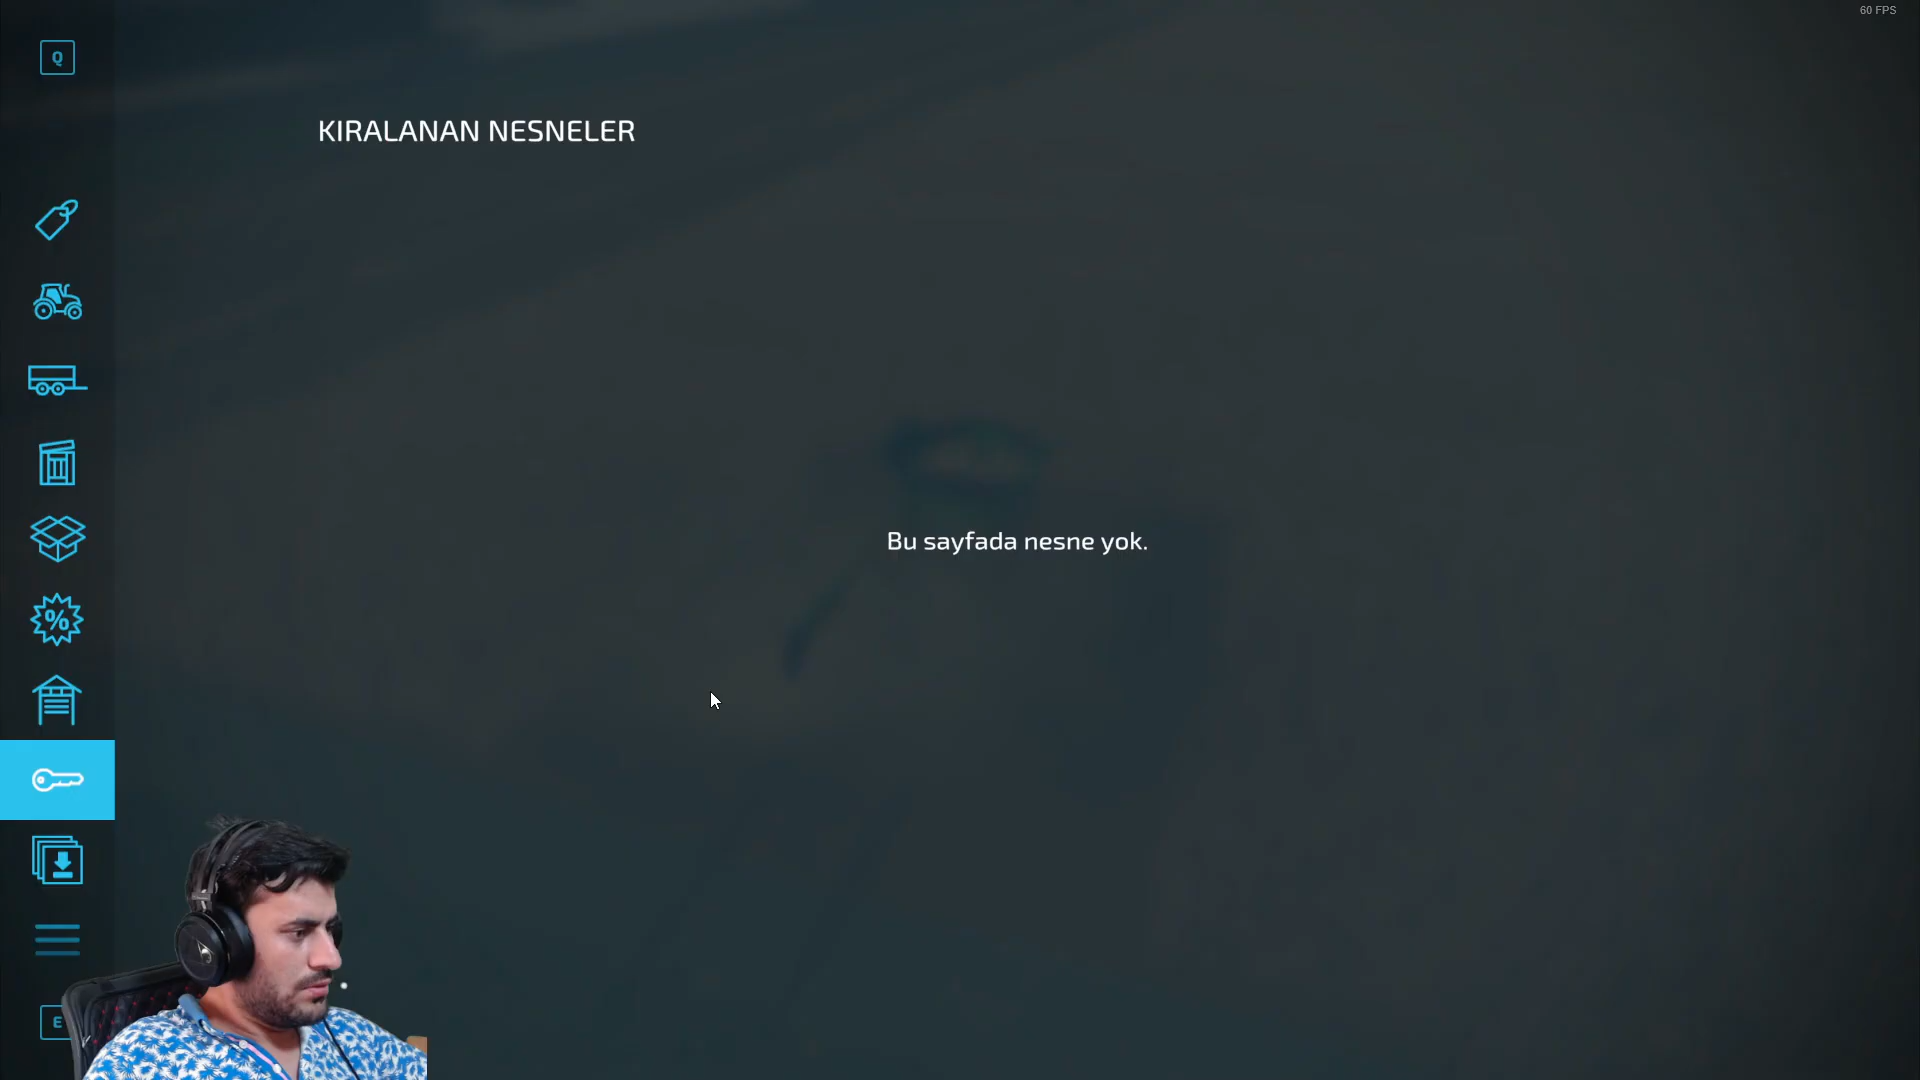 60 FPS
Q
KIRALANAN NESNELER
Bu sayfada nesne yok.
%
E